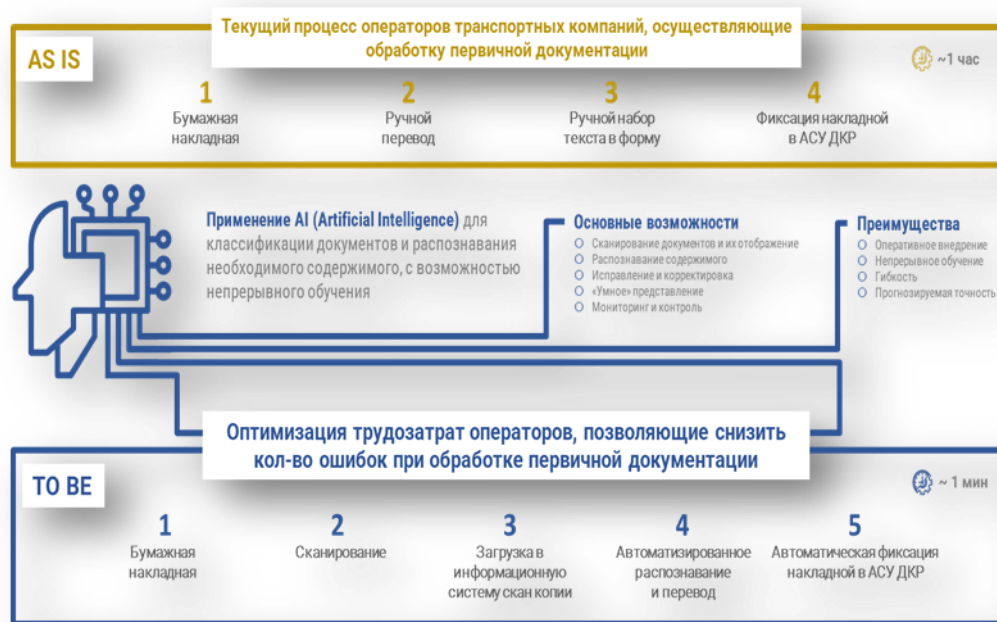 Текущий процесс операторов транспортных компаний, осуществляющие
обработку первичной документации
AS IS
~1 час
1
Бумажная
накладная
2
Ручной
перевод
3
Ручной набор
текста в форму
4
Фиксация накладной
в АСУ ДКР
Применение AI (Artificial Intelligence) для
классификации документов и распознавания
необходимого содержимого, с возможностью
непрерывного обучения
Основные возможности
Сканирование документов и их отображение
Распознавание содержимого
Исправление и корректировка
«Умное» представление
Мониторинг и контроль
Преимущества
Оперативное внедрение
Непрерывное обучение
Гибкость
Прогнозируемая точность
Оптимизация трудозатрат операторов, позволяющие снизить
кол-во ошибок при обработке первичной документации
TO BE
~ 1 мин
1
Бумажная
накладная
2
Сканирование
3
Загрузка в
информационную
систему скан копии
4
Автоматизированное
распознавание
и перевод
5
Автоматическая фиксация
накладной в АСУ ДКР